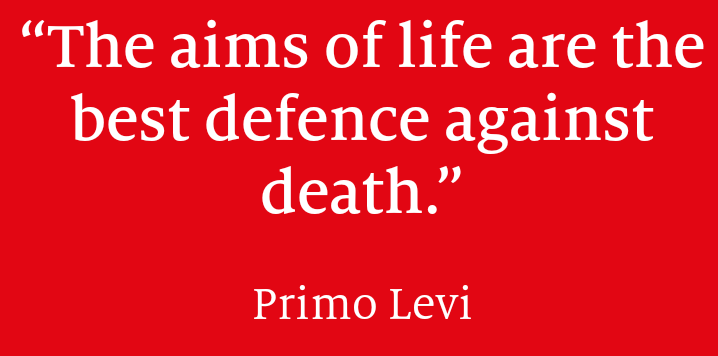 “The aims of life are the
best defence against
death.”
Primo Levi